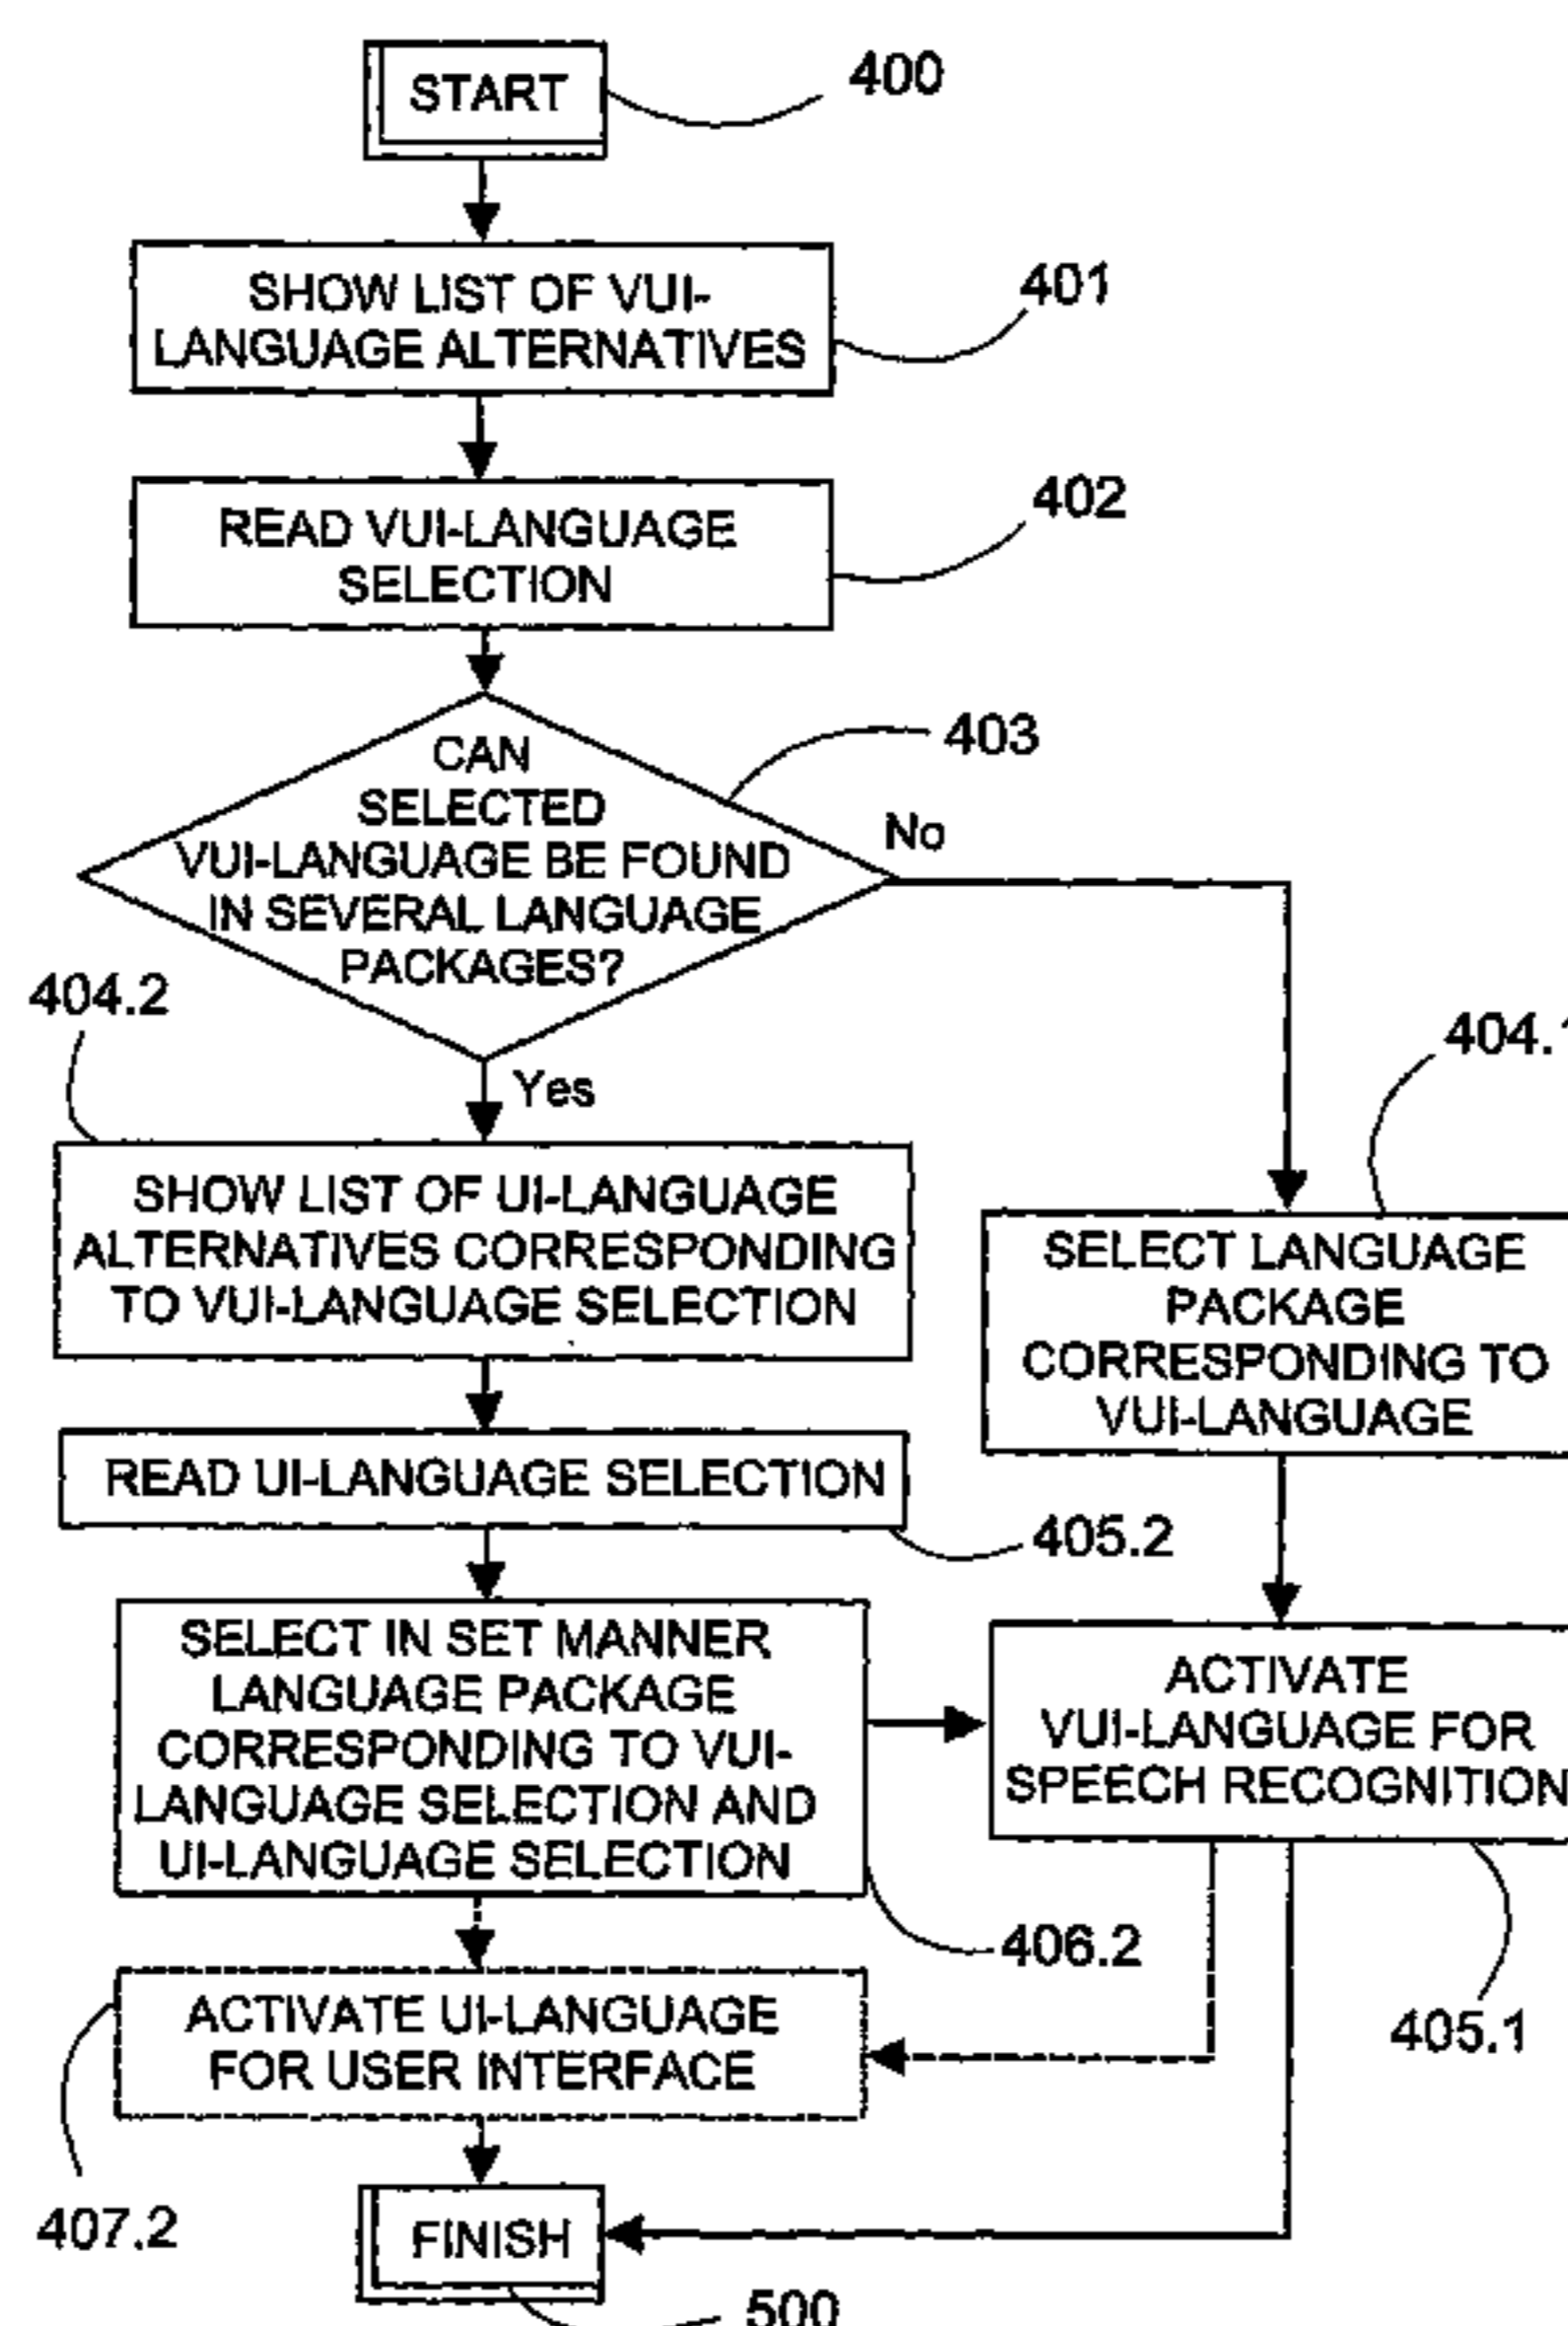 START
400
SHOW LIST OF VUI-
LANGUAGE ALTERNATIVES
401
READ VUI-LANGUAGE
SELECTION
402
CAN
SELECTED
VUI-LANGUAGE BE FOUND
IN SEVERAL LANGUAGE
PACKAGES?
403
No
Yes
404.2
404.1
SHOW LIST OF UI-LANGUAGE
ALTERNATIVES CORRESPONDING
TO VUI-LANGUAGE SELECTION
SELECT LANGUAGE
PACKAGE
CORRESPONDING TO
VUI-LANGUAGE
READ UI-LANGUAGE SELECTION
405.2
SELECT IN SET MANNER
LANGUAGE PACKAGE
CORRESPONDING TO VUI-
LANGUAGE SELECTION AND
UI-LANGUAGE SELECTION
406.2
ACTIVATE
VUI-LANGUAGE FOR
SPEECH RECOGNITION
405.1
ACTIVATE UI-LANGUAGE
FOR USER INTERFACE
407.2
FINISH
500